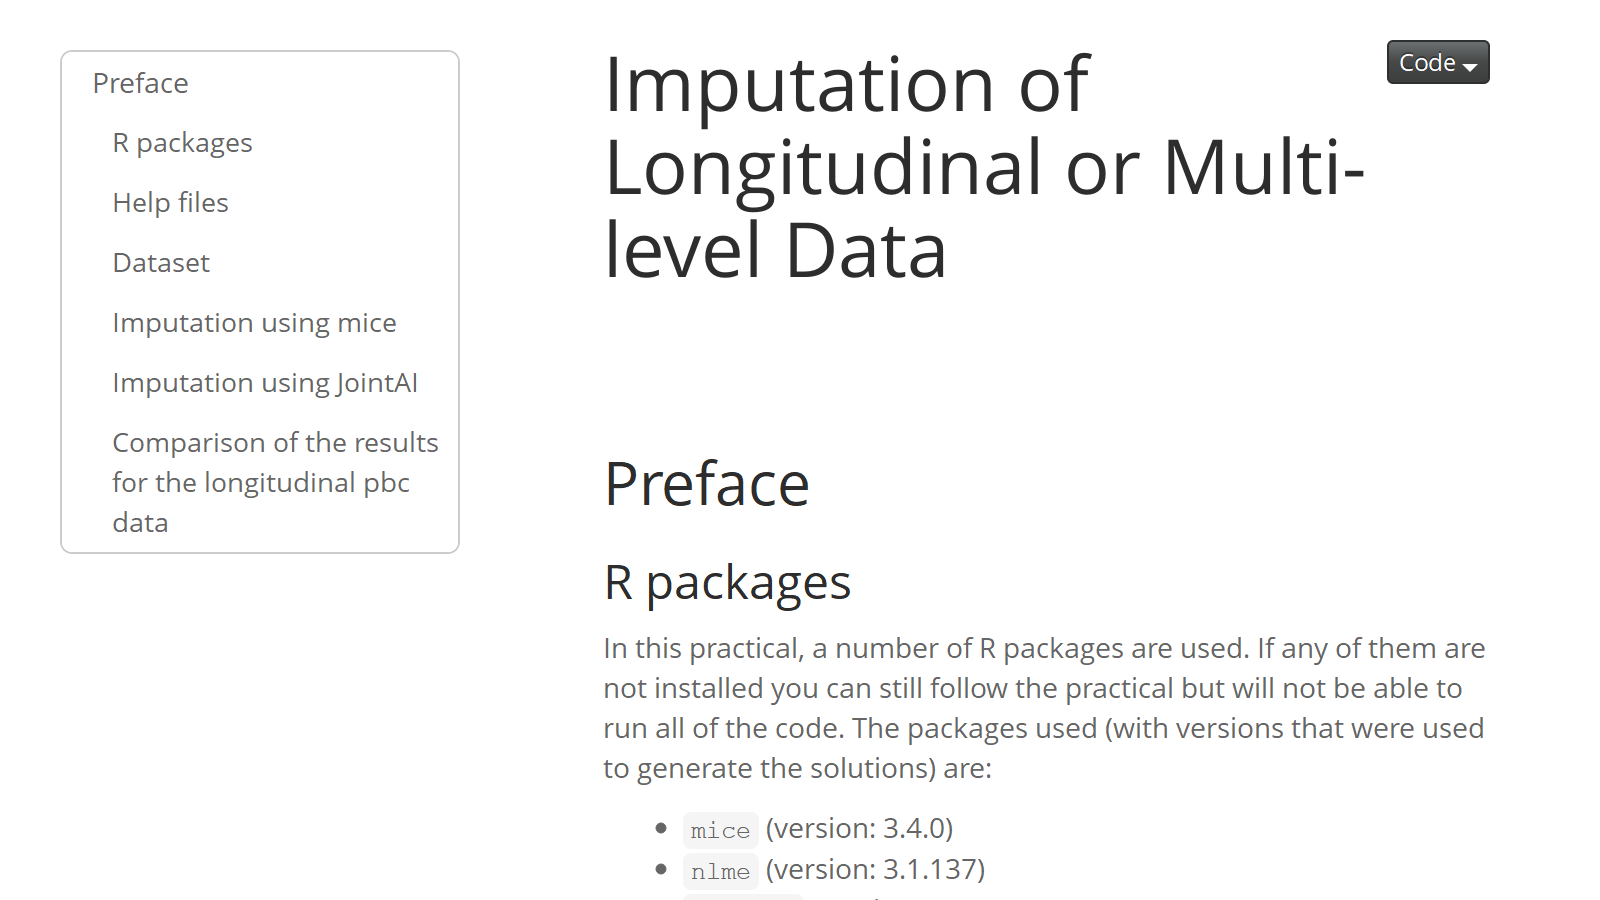 Preface
R packages
Help files
Dataset
Imputation using mice
Imputation using JointAI
Comparison of the results
for the longitudinal pbc
data
Code
Imputation of
Longitudinal or Multi-
level Data
Preface
R packages
In this practical, a number of R packages are used. If any of them are
not installed you can still follow the practical but will not be able to
run all of the code. The packages used (with versions that were used
to generate the solutions) are:
mice (version: 3.4.0)
nlme (version: 3.1.137)